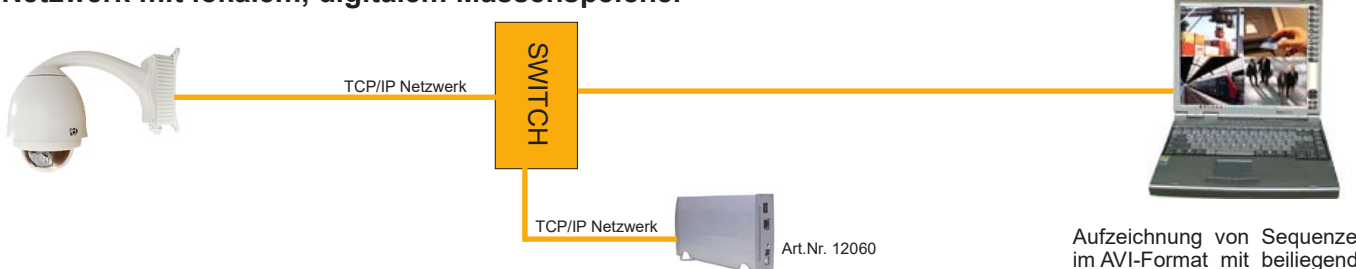 Netzwerk mit lokalem, digitalem Massenspeicher
TCP/IP Netzwerk
SWITCH
TCP/IP Netzwerk
Art.Nr. 12060
Aufzeichnung von Sequenze
im AVI-Format mit beiliegend